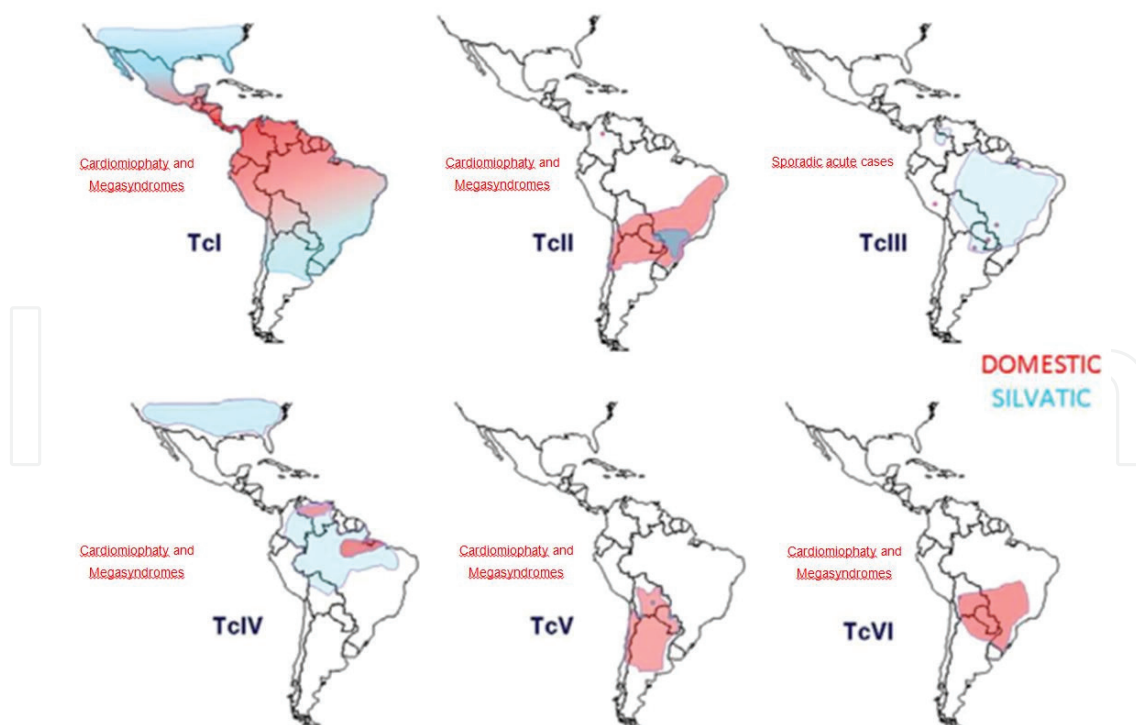 Cardiomiophaty and
Megasyndromes
TcI
Cardiomiophaty and
Megasyndromes
TcII
Sporadic acute cases
TcIII
DOMESTIC
SILVATIC
Cardiomiophaty and
Megasyndromes
TcIV
Cardiomiophaty and
Megasyndromes
TcV
Cardiomiophaty and
Megasyndromes
TcVI